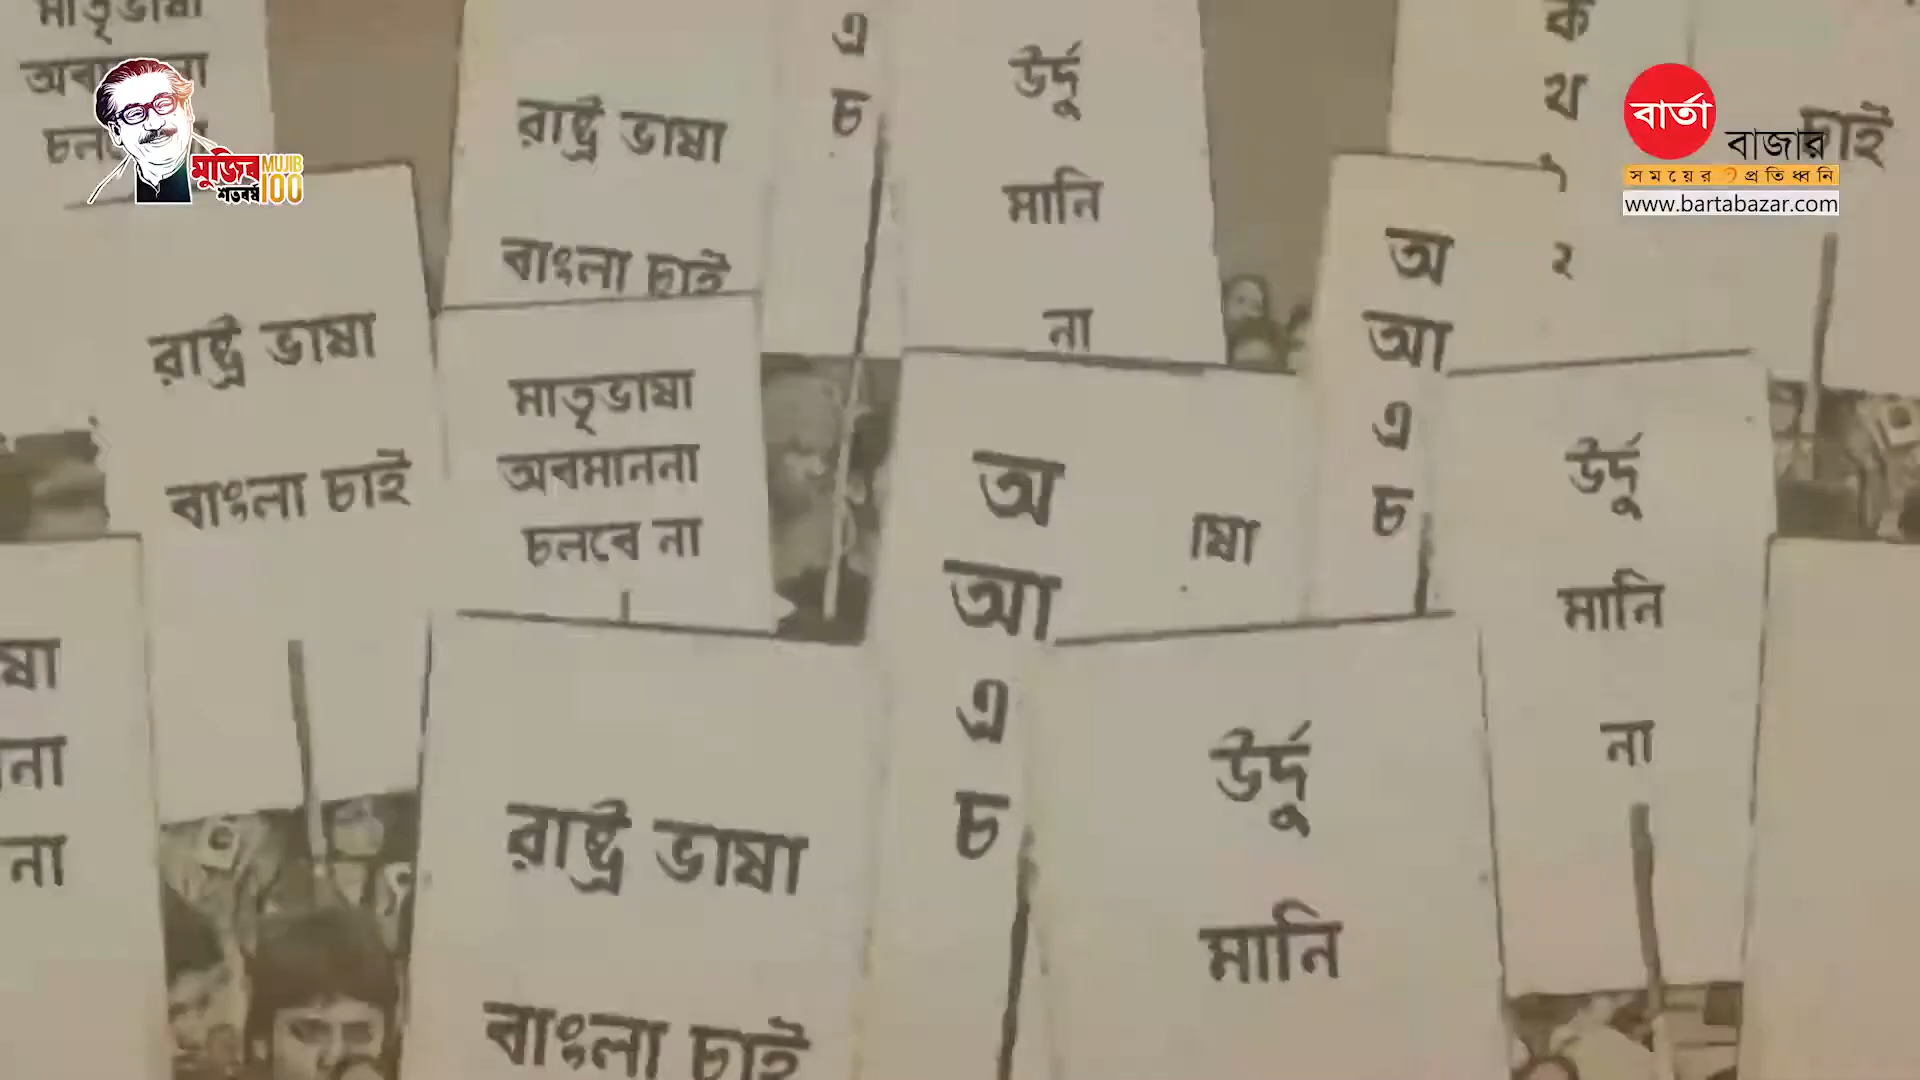 মাতৃভাষা
চাই
রাষ্ট্র ভাষা
বাংলা চাই
এ
চ
উর্দু
মানি
না
ক
খ
মুজিব
শতবর্ষ
MUJIB
100
বার্তা
বাজার
সময়ের প্রতিধ্বনি
www.bartabazar.com
রাষ্ট্র ভাষা
বাংলা চাই
মাতৃভাষা
অবমাননা
চলবে না
অ
আ
এ
চ
অ
আ
এ
চ
উর্দু
মানি
না
রাষ্ট্র ভাষা
বাংলা চাই
উর্দু
মানি
না